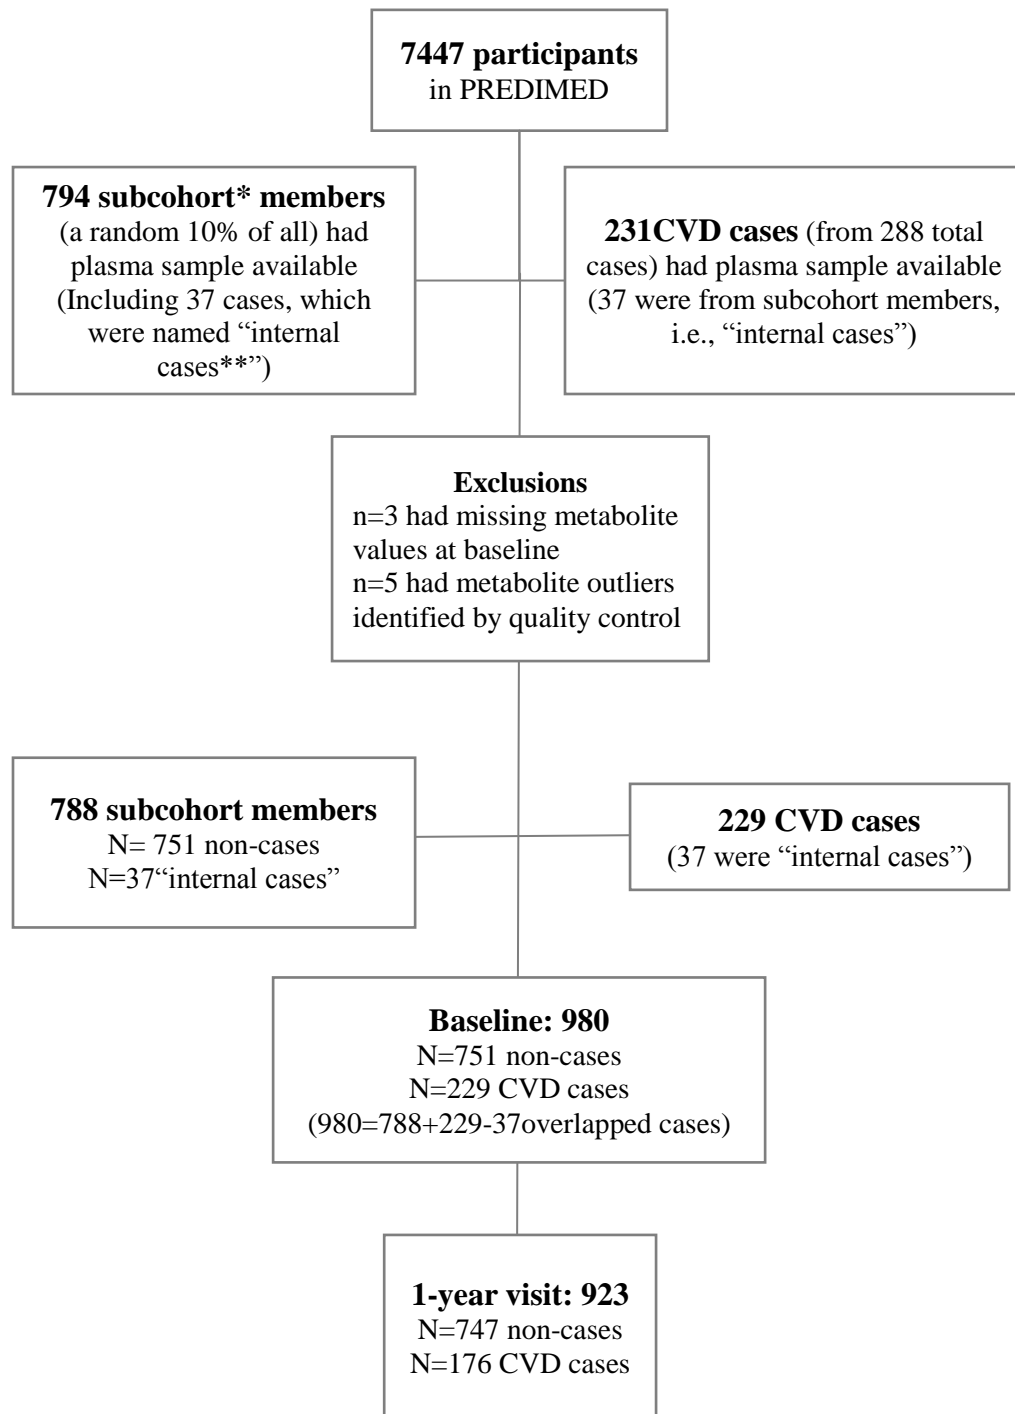 7447 participants
in PREDIMED
794 subcohort* members
(a random 10% of all) had
plasma sample available
(Including 37 cases, which
were named “internal
cases**”)
231CVD cases (from 288 total
cases) had plasma sample available
(37 were from subcohort members,
i.e., “internal cases”)
Exclusions
n=3 had missing metabolite
values at baseline
n=5 had metabolite outliers
identified by quality control
788 subcohort members
N= 751 non-cases
N=37“internal cases”
229 CVD cases
(37 were “internal cases”)
Baseline: 980
N=751 non-cases
N=229 CVD cases
(980=788+229-37overlapped cases)
1-year visit: 923
N=747 non-cases
N=176 CVD cases